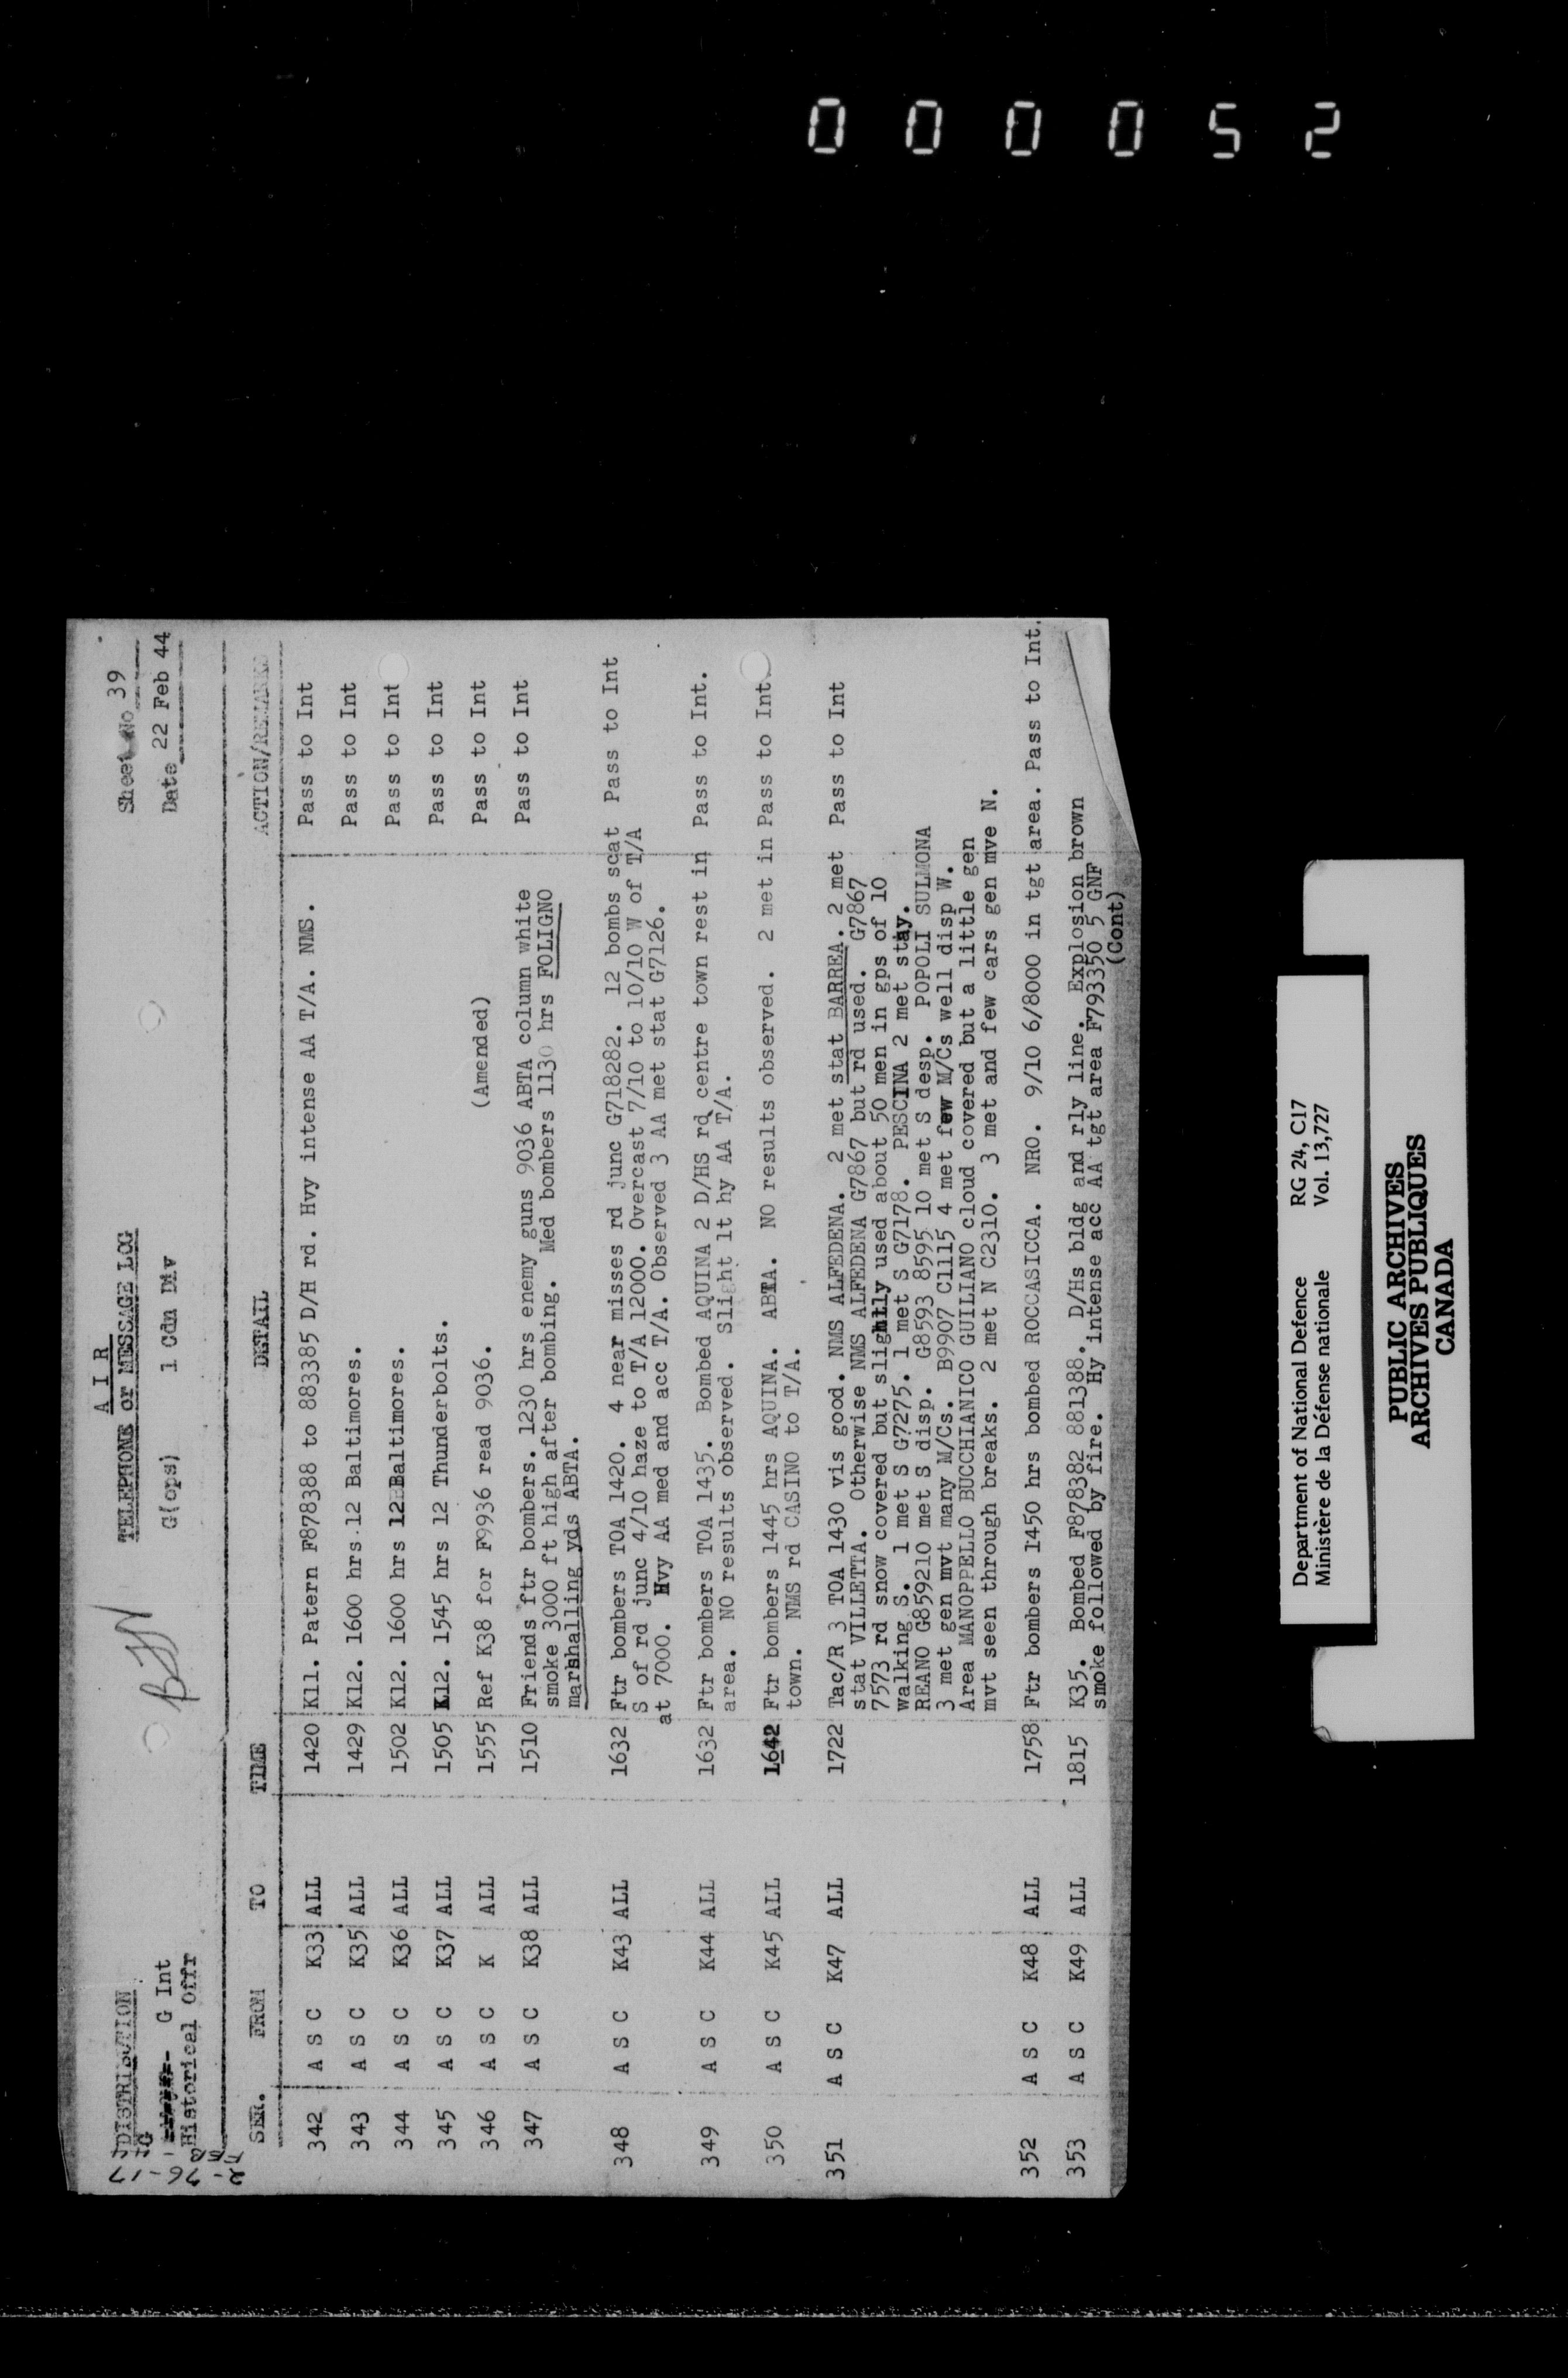 000052
A I R
TELEPHONE or MESSAGE LOG
DISTRIBUTION
G
G Int
Historical Offr
G(ops) 1 Cdn Div
Sheet No 39
Date 22 Feb 44
SER. FROM TO TIME DETAIL ACTION/REMARKS
342 A S C K33 ALL 1420 K11. Patern F878388 to 883385 D/H rd. Hvy intense AA T/A. NMS. Pass to Int
343 A S C K35 ALL 1429 K12. 1600 hrs 12 Baltimores. Pass to Int
344 A S C K36 ALL 1502 K12. 1600 hrs 12 Baltimores. Pass to Int
345 A S C K37 ALL 1505 K12. 1545 hrs 12 Thunderbolts. Pass to Int
346 A S C K ALL 1555 Ref K38 for F9936 read 9036. (Amended) Pass to Int
347 A S C K38 ALL 1510 Friends ftr bombers. 1230 hrs enemy guns 9036 ABTA column white Pass to Int
smoke 3000 ft high after bombing. Med bombers 1130 hrs FOLIGNO
marshalling yds ABTA.
348 A S C K43 ALL 1632 Ftr bombers TOA 1420. 4 near misses rd junc G718282. 12 bombs scat Pass to Int
S of rd junc 4/10 haze to T/A 12000. Overcast 7/10 to 10/10 W of T/A
at 7000. Hvy AA med and acc T/A. Observed 3 AA met stat G7126.
349 A S C K44 ALL 1632 Ftr bombers TOA 1435. Bombed AQUINA 2 D/HS rd centre town rest in Pass to Int.
area. NO results observed. Slight lt hy AA T/A.
350 A S C K45 ALL 1642 Ftr bombers 1445 hrs AQUINA. ABTA. NO results observed. 2 met in Pass to Int.
town. NMS rd CASINO to T/A.
351 A S C K47 ALL 1722 Tac/R 3 TOA 1430 vis good. NMS ALFEDENA. 2 met stat BARREA. 2 met Pass to Int
stat VILLETTA. Otherwise NMS ALFEDENA G7867 but rd used. G7867
7573 rd snow covered but slightly used about 50 men in gps of 10
walking S. 1 met S G7275. 1 met S G7178. PESCINA 2 met stay.
REANO G859210 met S disp. G8593 8595 10 met S desp. POPOLI SULMONA
3 met gen mvt many M/Cs. B9907 C1115 4 met few M/Cs well disp W.
Area MANOPPELLO BUCCHIANICO GUILIANO cloud covered but a little gen
mvt seen through breaks. 2 met N C2310. 3 met and few cars gen mve N.
352 A S C K48 ALL 1758 Ftr bombers 1450 hrs bombed ROCCASICCA. NRO. 9/10 6/8000 in tgt area. Pass to Int.
353 A S C K49 ALL 1815 K35. Bombed F878382 881388. D/Hs bldg and rly line. Explosion brown
smoke followed by fire. Hy intense acc AA tgt area F793350 5 GNF
(Cont)
Department of National Defence RG 24, C17
Ministère de la Défense nationale Vol. 13,727
PUBLIC ARCHIVES
ARCHIVES PUBLIQUES
CANADA